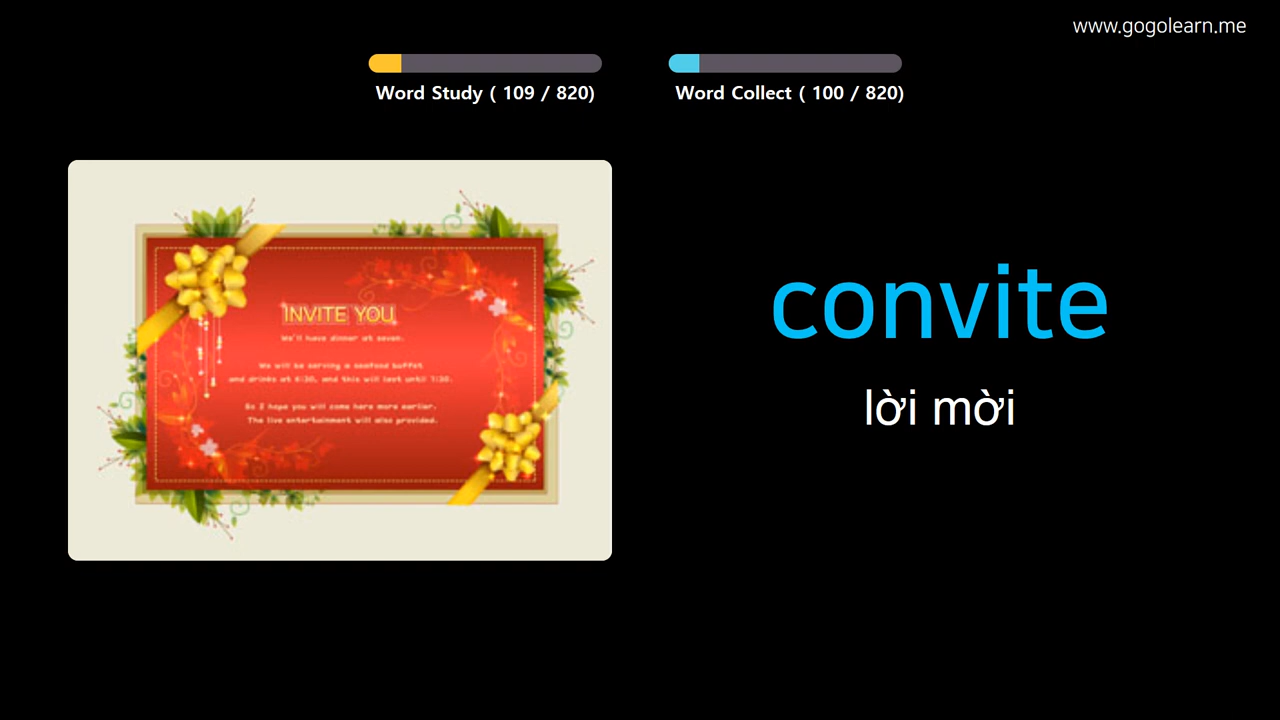 www.gogolearn.me
Word Study ( 109 / 820)
Word Collect ( 100 / 820)
INVITE YOU
We'll have dinner at seven.
We will be serving a seafood buffet
and drinks at 6:30, and this will last until 1:30.
So I hope you will come here more earlier.
The live entertainment will also provided.
convite
lời mời